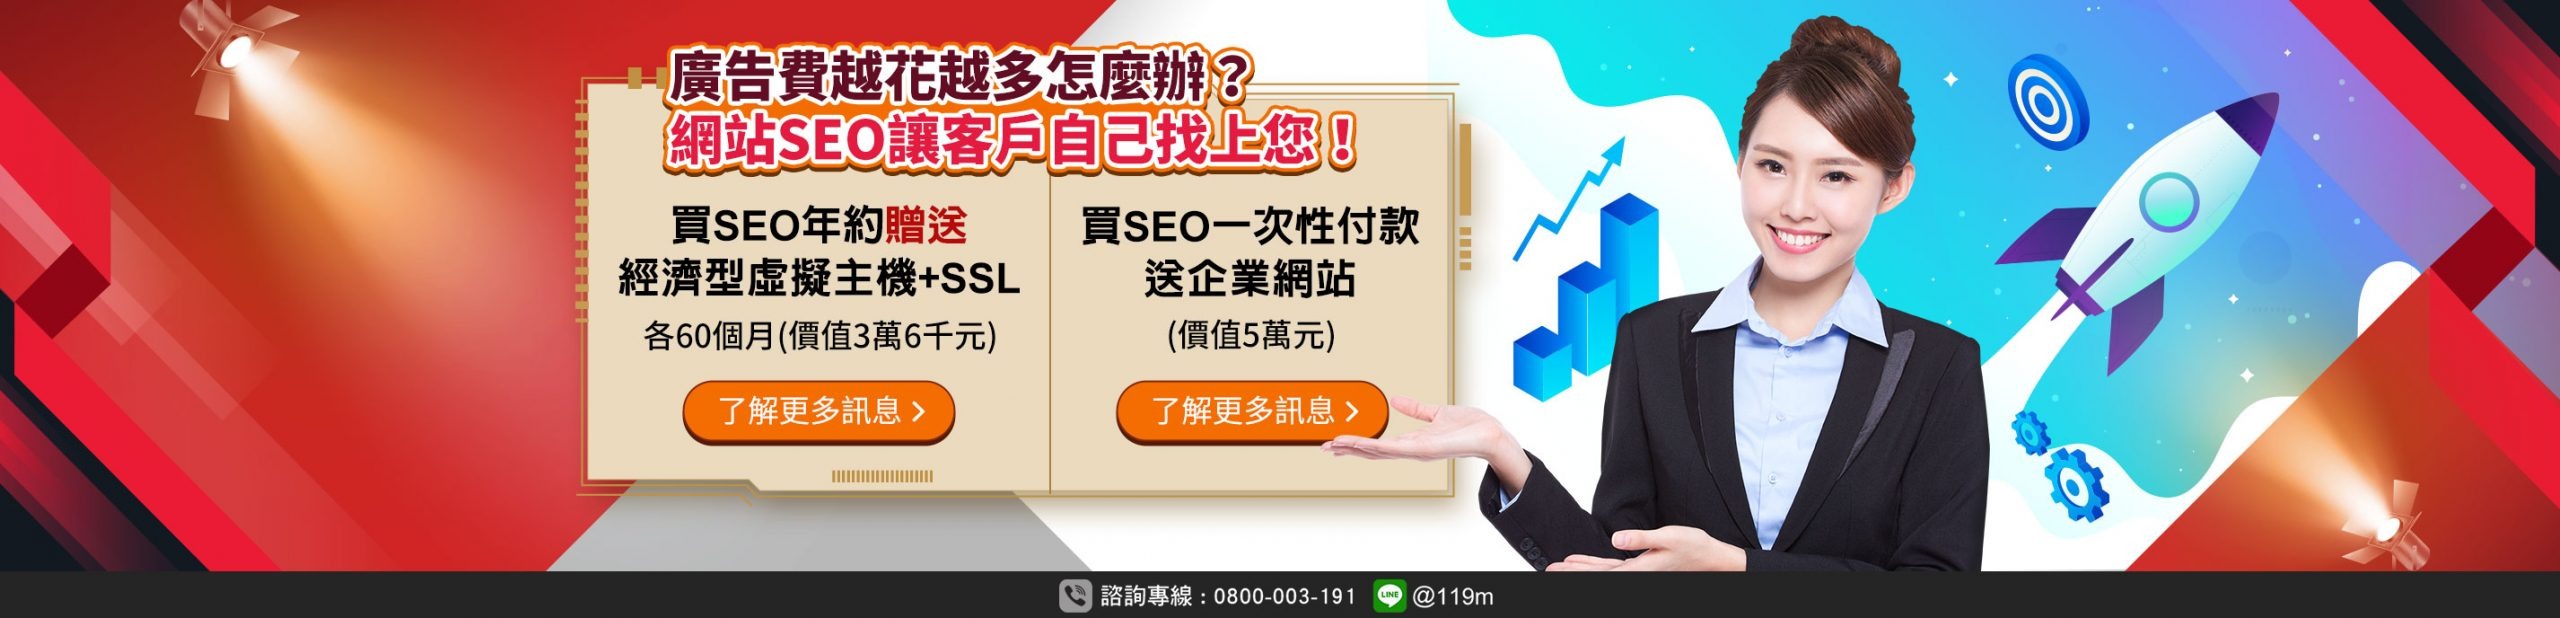 廣告費越花越多怎麼辦？
網站SEO讓客戶自己找上您！
買SEO年約贈送
經濟型虛擬主機+SSL
各60個月(價值3萬6千元)
了解更多訊息
買SEO一次性付款
送企業網站
(價值5萬元)
了解更多訊息
諮詢專線：0800-003-191 LINE @119m